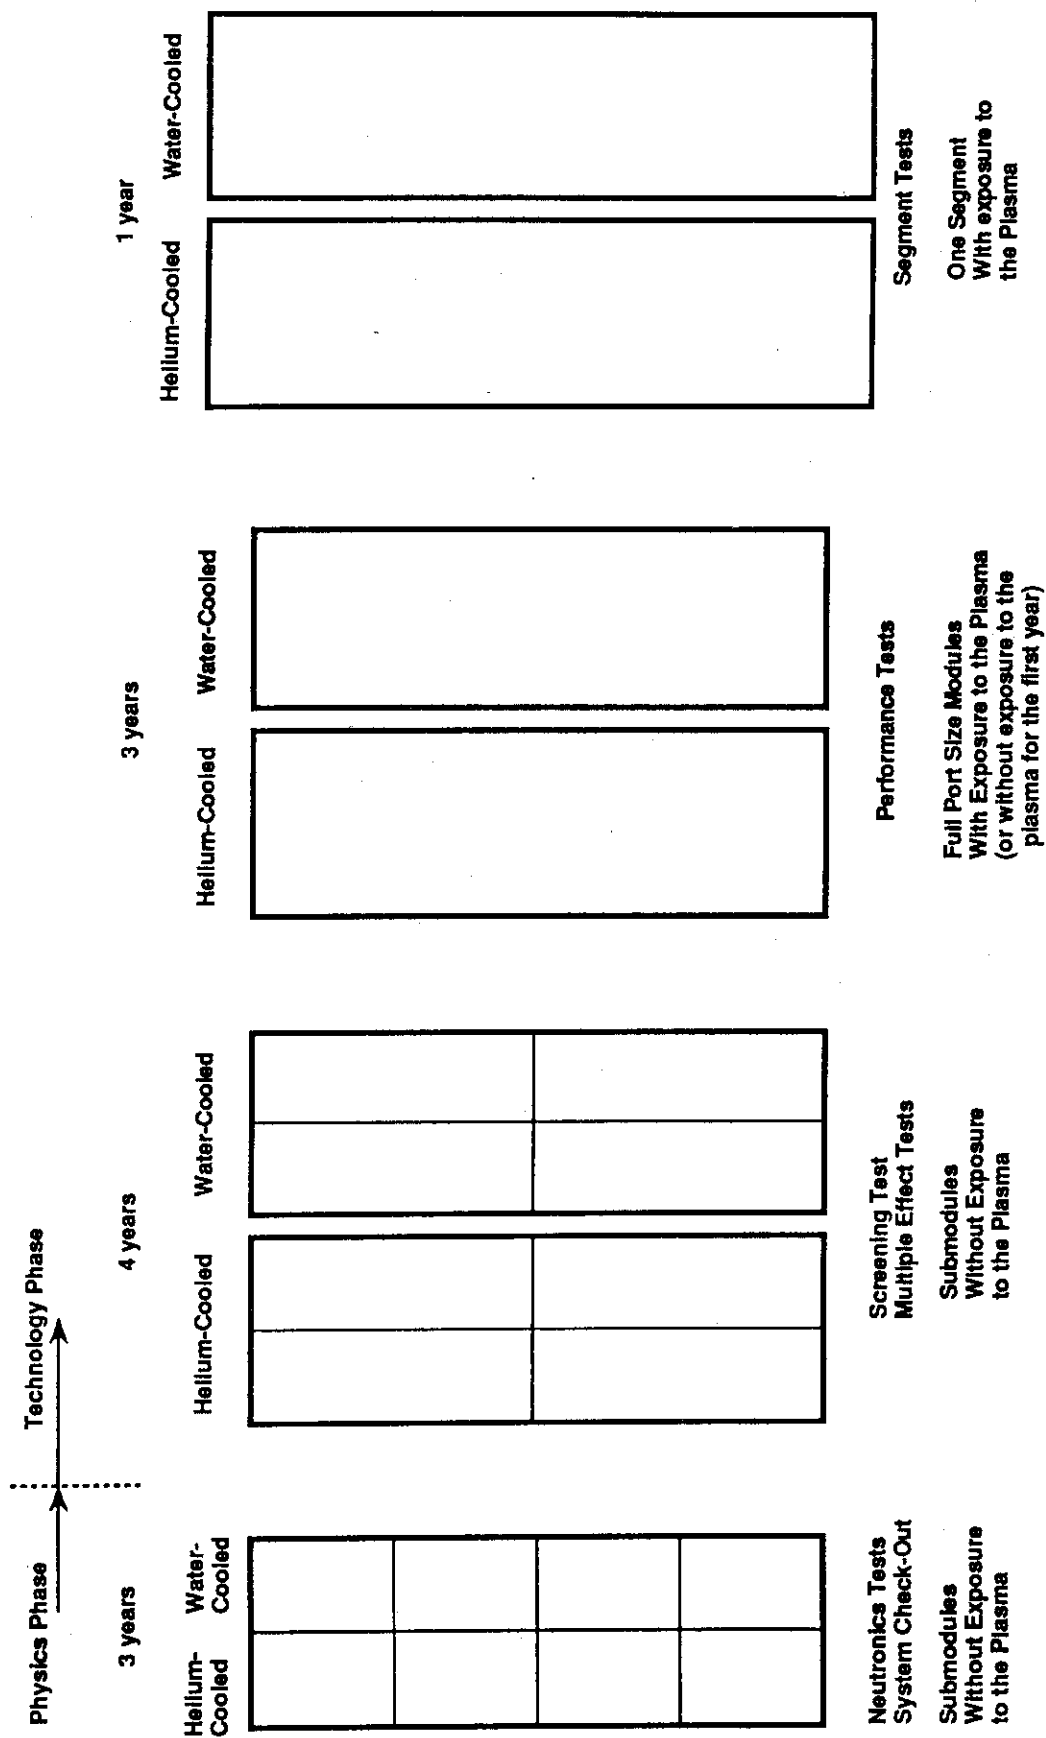 Physics Phase
Technology Phase
3 years
4 years
3 years
1 year
Helium-
Cooled
Water-
Cooled
Helium-Cooled
Water-Cooled
Helium-Cooled
Water-Cooled
Helium-Cooled
Water-Cooled
Neutronics Tests
System Check-Out
Submodules
Without Exposure
to the Plasma
Screening Test
Multiple Effect Tests
Submodules
Without Exposure
to the Plasma
Performance Tests
Full Port Size Modules
With Exposure to the Plasma
(or without exposure to the
plasma for the first year)
Segment Tests
One Segment
With exposure to
the Plasma